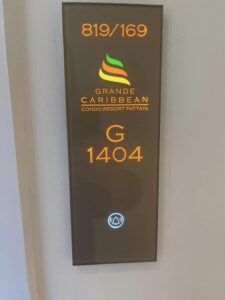 819/169
GRANDE
CARIBBEAN
CONDO RESORT PATTAYA
G
1404